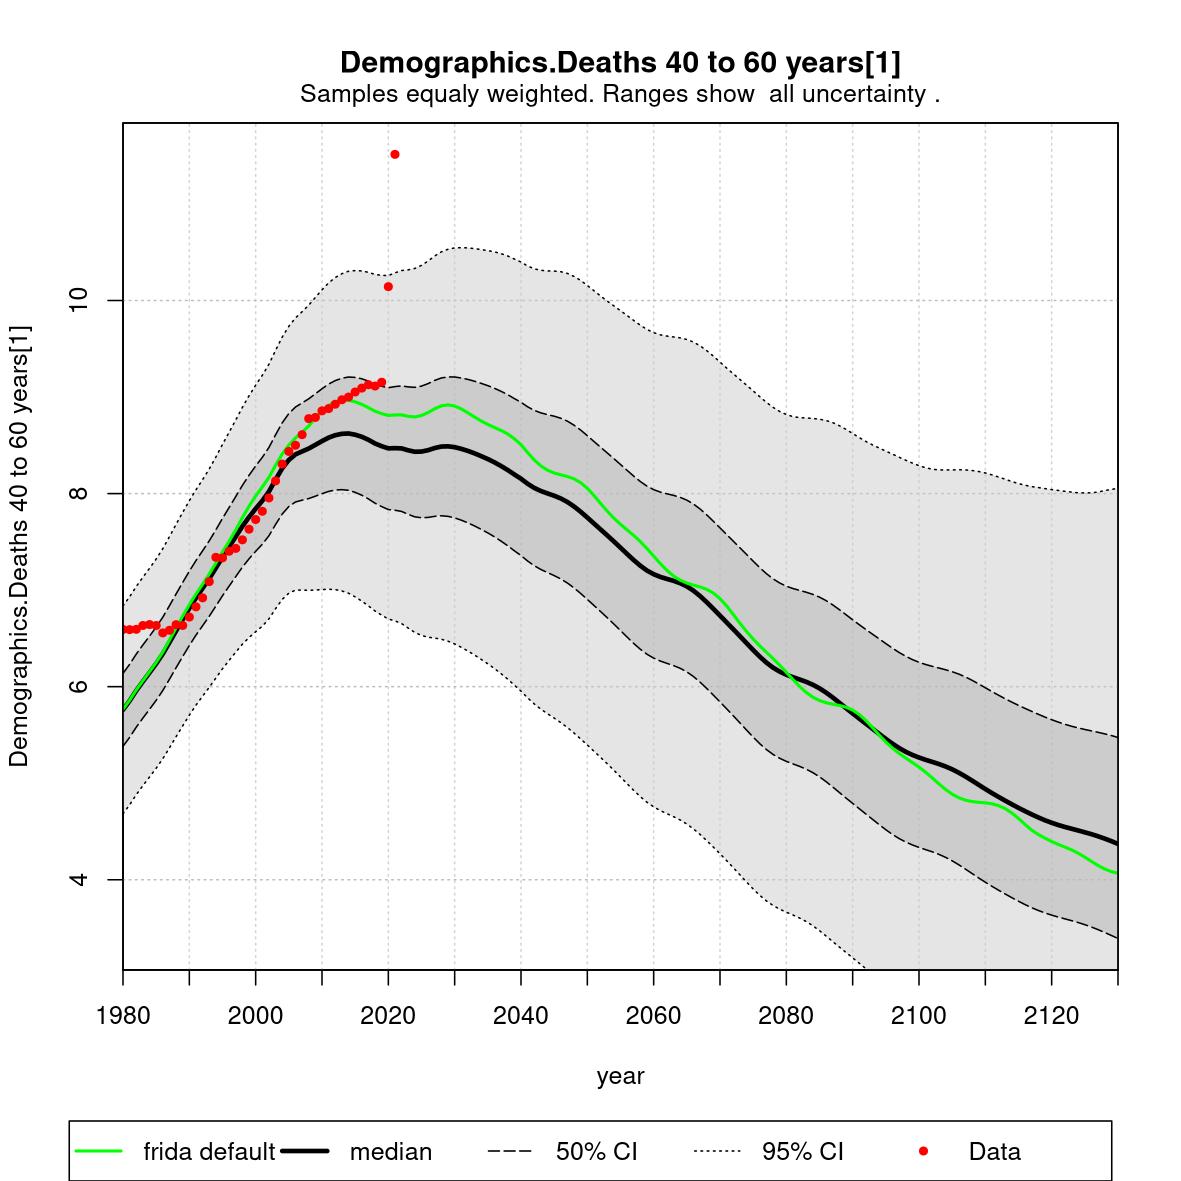 Demographics.Deaths 40 to 60 years[1]
Samples equaly weighted. Ranges show  all uncertainty .
Demographics.Deaths 40 to 60 years[1]
10
8
6
4
1980 2000 2020 2040 2060 2080 2100 2120
year
frida default median 50% CI 95% CI Data